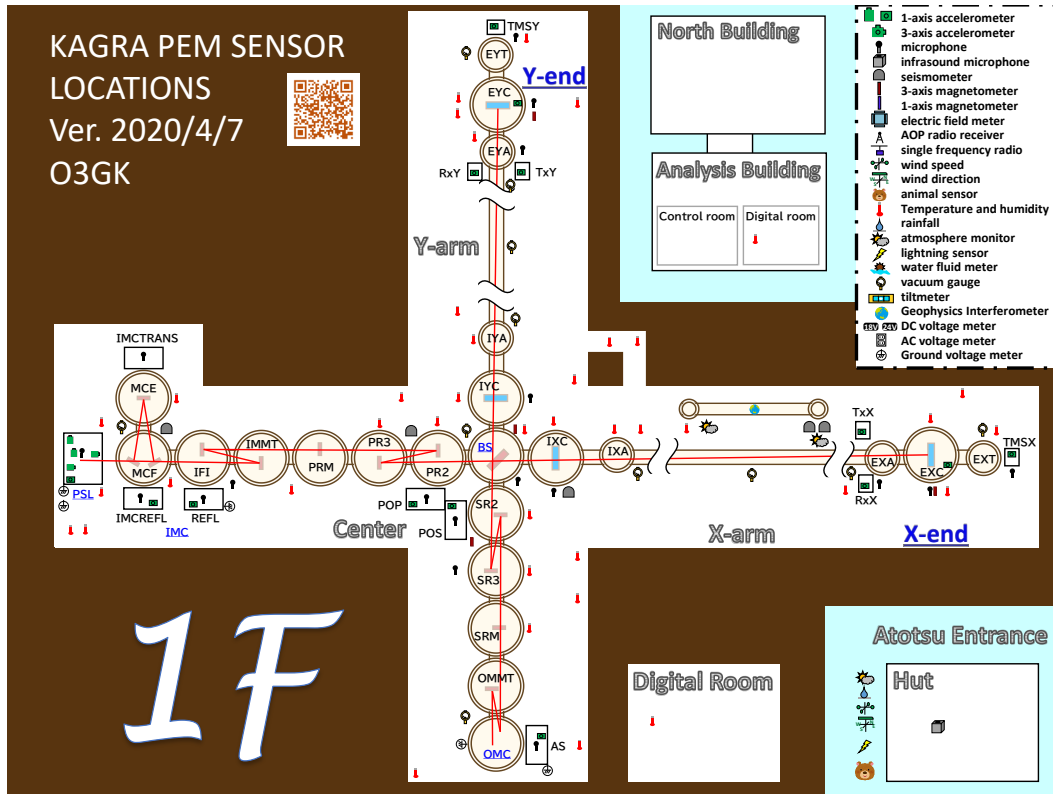 KAGRA PEM SENSOR
LOCATIONS
Ver. 2020/4/7
O3GK
TMSY
EYT
Y-end
EYC
EYA
RxY
TxY
Y-arm
IYA
IYC
IMCTRANS
MCE
MCF
IFI
IMMT
PRM
PR3
PR2
BS
IXC
IXA
PSL
IMCREFL
REFL
IMC
POP
POS
Center
SR2
SR3
SRM
OMMT
OMC
AS
TxX
EXA
EXC
EXT
TMSX
RxX
X-arm
X-end
1F
North Building
Analysis Building
Control room
Digital room
1-axis accelerometer
3-axis accelerometer
microphone
infrasound microphone
seismometer
3-axis magnetometer
1-axis magnetometer
electric field meter
AOP radio receiver
single frequency radio
wind speed
wind direction
animal sensor
Temperature and humidity
rainfall
atmosphere monitor
lightning sensor
water fluid meter
vacuum gauge
tiltmeter
Geophysics Interferometer
18V 24V DC voltage meter
AC voltage meter
Ground voltage meter
Digital Room
Atotsu Entrance
Hut